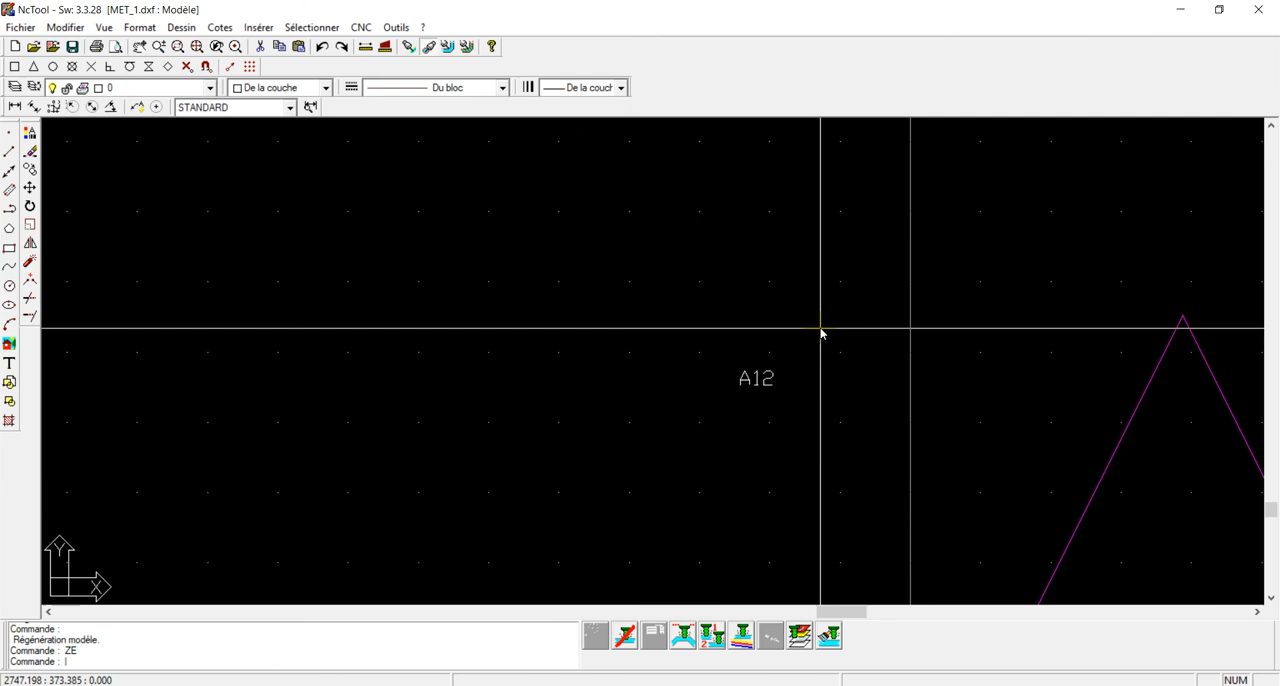 NcTool - Sw: 3.3.28 [MET_1.dxf : Modèle]
Fichier Modifier Vue Format Dessin Cotes Insérer Sélectionner CNC Outils ?
0 De la couche Du bloc De la couch
STANDARD
A12
Y
X
Commande :
Régénération modèle.
Commande : ZE
Commande :
2747.198 : 373.385 : 0.000 NUM